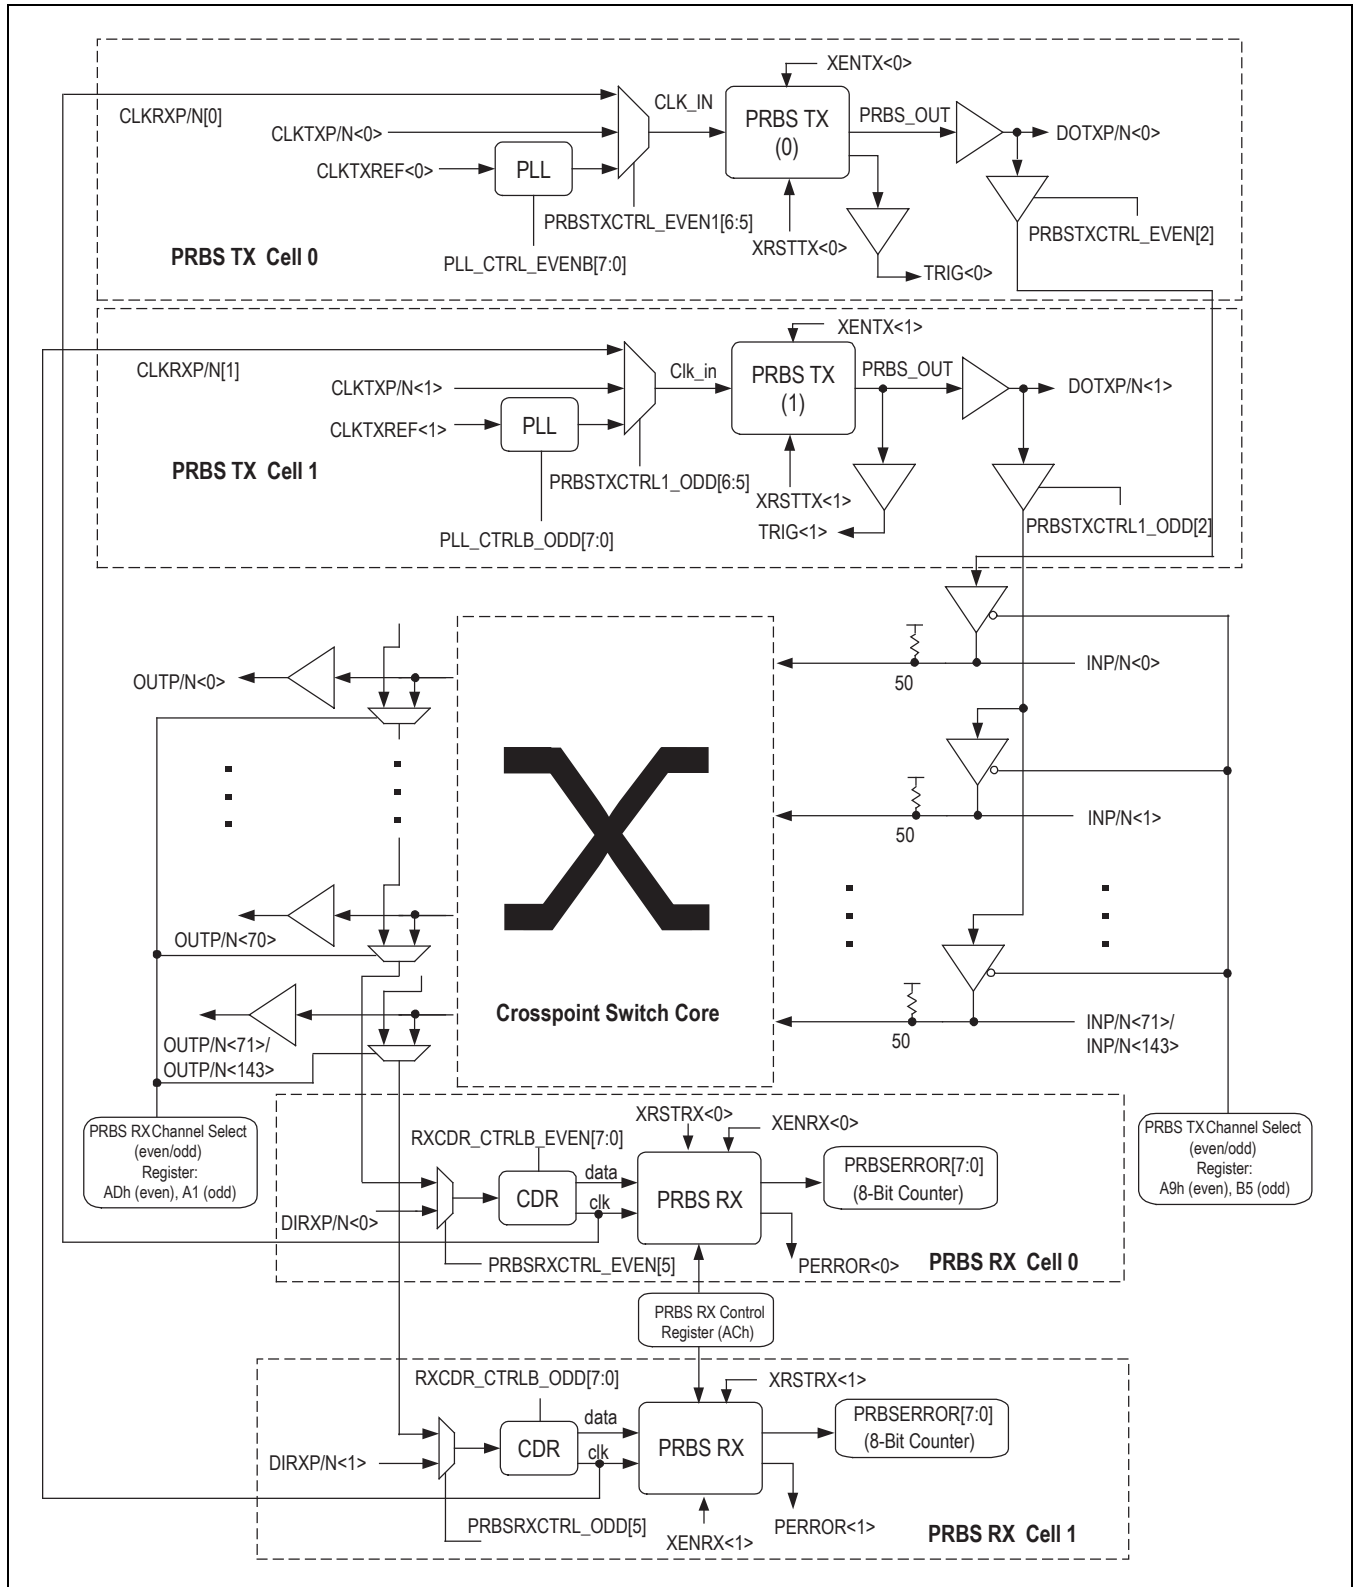 XENTX<0>
CLKRXP/N[0]
CLK_IN
PRBS TX
(0)
PRBS_OUT
CLKTXP/N<0>
DOTXP/N<0>
CLKTXREF<0>
PLL
PRBSTXCTRL_EVEN1[6:5]
XRSTTX<0>
PRBSTXCTRL_EVEN[2]
PRBS TX Cell 0
PLL_CTRL_EVENB[7:0]
TRIG<0>
XENTX<1>
CLKRXP/N[1]
Clk_in
PRBS TX
(1)
PRBS_OUT
CLKTXP/N<1>
DOTXP/N<1>
CLKTXREF<1>
PLL
PRBS TX Cell 1
PRBSTXCTRL1_ODD[6:5]
XRSTTX<1>
PRBSTXCTRL1_ODD[2]
TRIG<1>
PLL_CTRLB_ODD[7:0]
OUTP/N<0>
50
INP/N<0>
50
INP/N<1>
OUTP/N<70>
Crosspoint Switch Core
OUTP/N<71>/
OUTP/N<143>
50
INP/N<71>/
INP/N<143>
PRBS RX Channel Select
(even/odd)
Register:
ADh (even), A1 (odd)
PRBS TX Channel Select
(even/odd)
Register:
A9h (even), B5 (odd)
XRSTRX<0>
XENRX<0>
RXCDR_CTRLB_EVEN[7:0]
data
CDR
clk
PRBS RX
PRBSERROR[7:0]
(8-Bit Counter)
DIRXP/N<0>
PRBSRXCTRL_EVEN[5]
PERROR<0>
PRBS RX Cell 0
PRBS RX Control
Register (ACh)
RXCDR_CTRLB_ODD[7:0]
XRSTRX<1>
data
CDR
clk
PRBS RX
PRBSERROR[7:0]
(8-Bit Counter)
DIRXP/N<1>
PRBSRXCTRL_ODD[5]
XENRX<1>
PERROR<1>
PRBS RX Cell 1